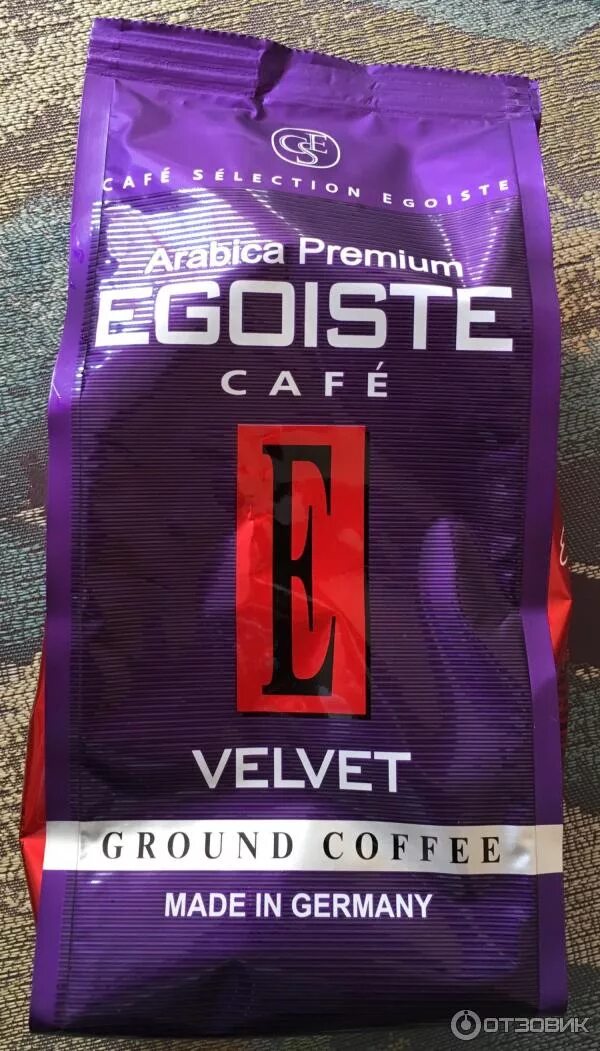 CSE
CAFÉ SÉLECTION EGOISTE
Arabica Premium
EGOISTE
CAFÉ
E
VELVET
GROUND COFFEE
MADE IN GERMANY
ОТЗОВИК